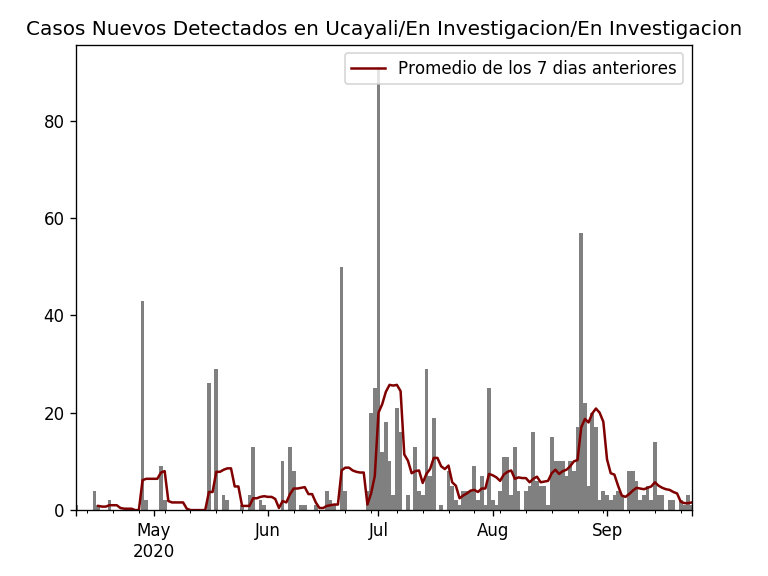 Casos Nuevos Detectados en Ucayali/En Investigacion/En Investigacion
Promedio de los 7 dias anteriores
80
60
40
20
0
May
2020
Jun
Jul
Aug
Sep